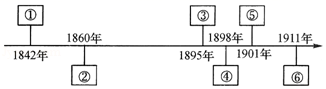 ① ③ ⑤
1860年 1898年 1911年
1842年 1895年 1901年
② ④ ⑥